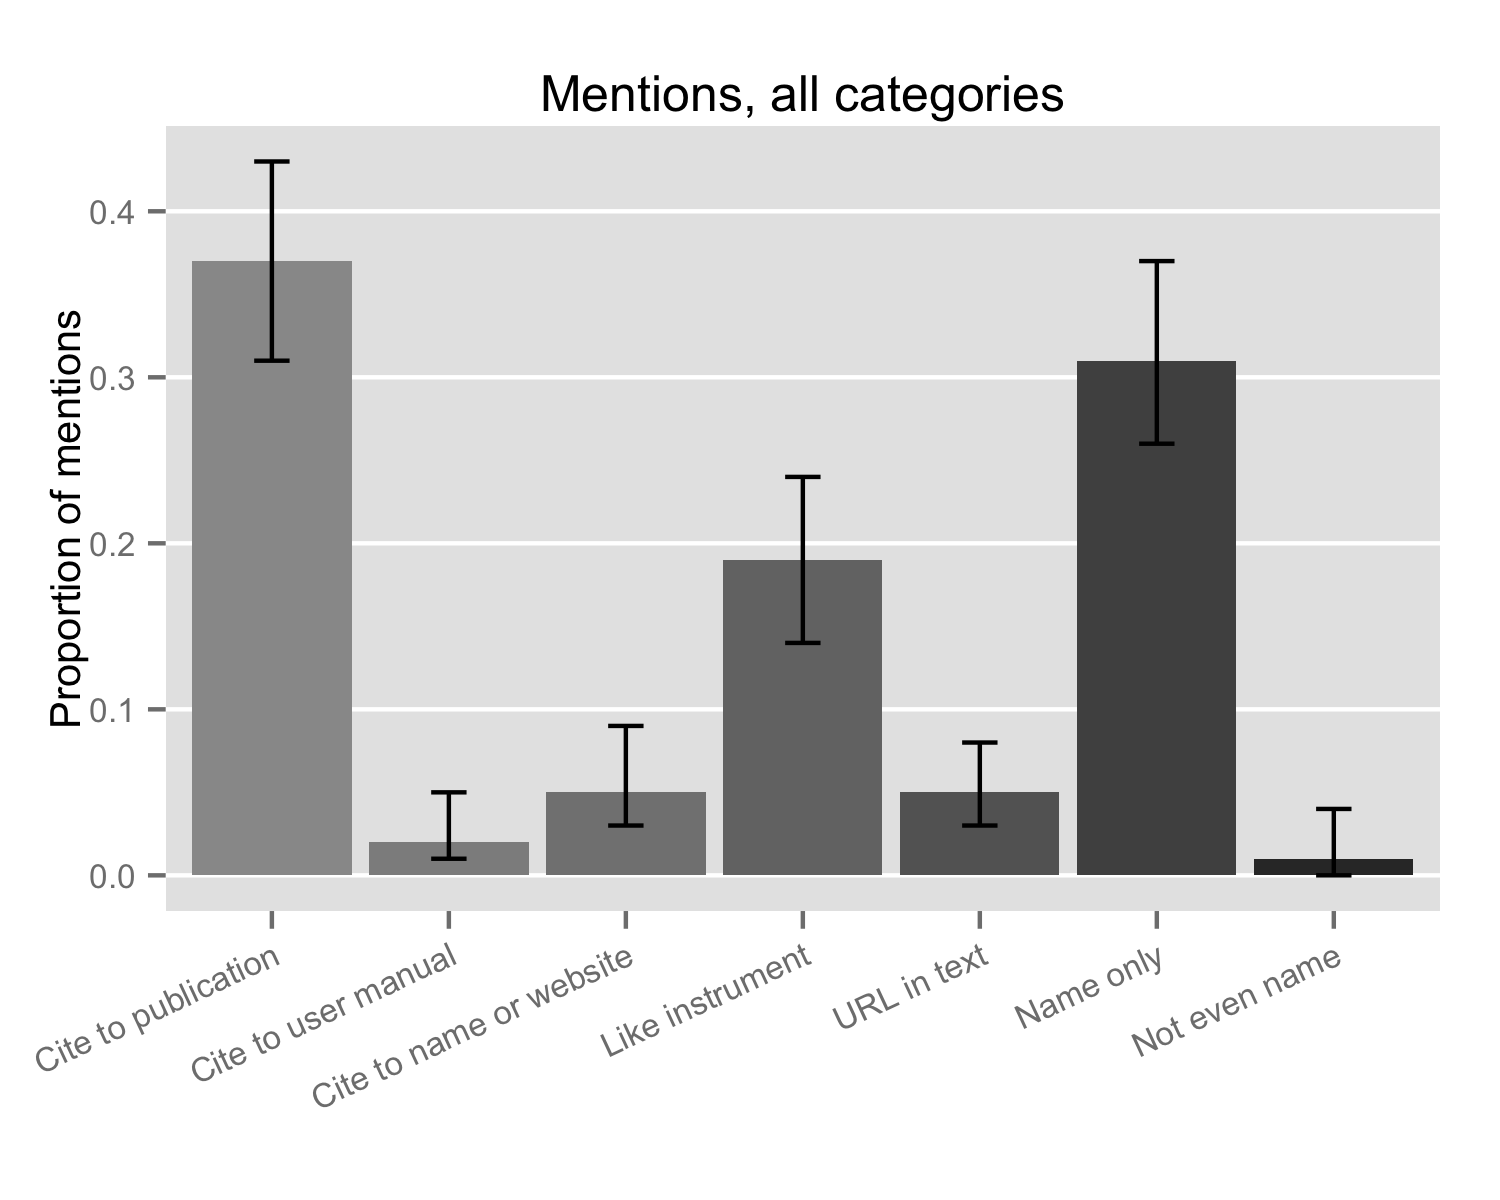 Mentions, all categories
Proportion of mentions
0.4
0.3
0.2
0.1
0.0
Cite to publication
Cite to user manual
Cite to name or website
Like instrument
URL in text
Name only
Not even name